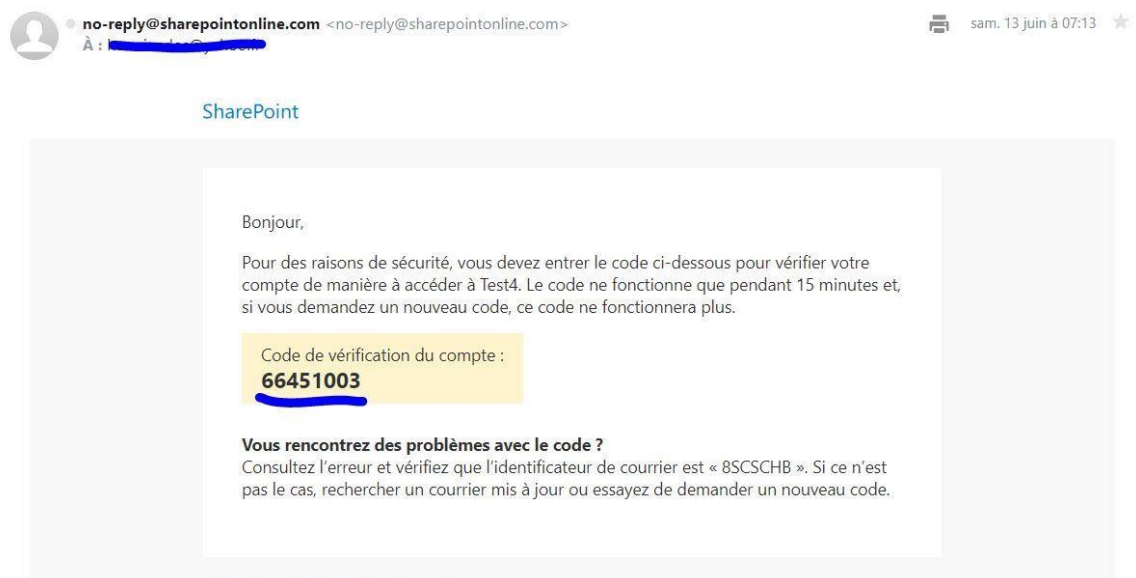 no-reply@sharepointonline.com <no-reply@sharepointonline.com>
sam. 13 juin à 07:13
À :
SharePoint
Bonjour,
Pour des raisons de sécurité, vous devez entrer le code ci-dessous pour vérifier votre
compte de manière à accéder à Test4. Le code ne fonctionne que pendant 15 minutes et,
si vous demandez un nouveau code, ce code ne fonctionnera plus.
Code de vérification du compte :
66451003
Vous rencontrez des problèmes avec le code ?
Consultez l’erreur et vérifiez que l’identificateur de courrier est « 8SCSCHB ». Si ce n’est
pas le cas, rechercher un courrier mis à jour ou essayez de demander un nouveau code.